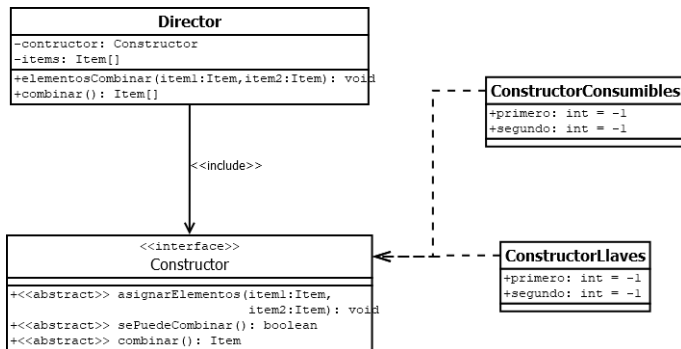 Director
-contructor: Constructor
-items: Item[]
+elementosCombinar(item1:Item,item2:Item): void
+combinar(): Item[]
<<include>>
ConstructorConsumibles
+primero: int = -1
+segundo: int = -1
ConstructorLlaves
+primero: int = -1
+segundo: int = -1
<<interface>>
Constructor
+<<abstract>> asignarElementos(item1:Item,
item2:Item): void
+<<abstract>> sePuedeCombinar(): boolean
+<<abstract>> combinar(): Item